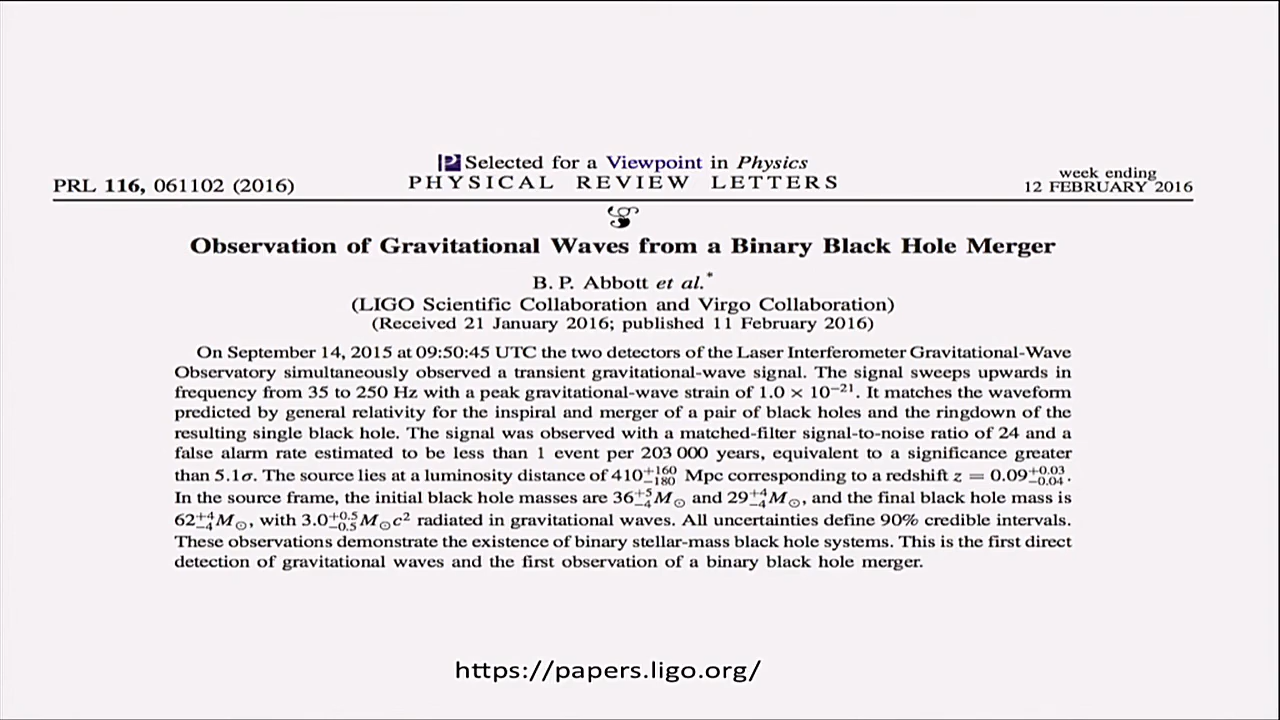 Selected for a Viewpoint in Physics
PRL 116, 061102 (2016) PHYSICAL REVIEW LETTERS week ending 12 FEBRUARY 2016
Observation of Gravitational Waves from a Binary Black Hole Merger
B. P. Abbott et al.*
(LIGO Scientific Collaboration and Virgo Collaboration)
(Received 21 January 2016; published 11 February 2016)
On September 14, 2015 at 09:50:45 UTC the two detectors of the Laser Interferometer Gravitational-Wave
Observatory simultaneously observed a transient gravitational-wave signal. The signal sweeps upwards in
frequency from 35 to 250 Hz with a peak gravitational-wave strain of 1.0 × 10⁻²¹. It matches the waveform
predicted by general relativity for the inspiral and merger of a pair of black holes and the ringdown of the
resulting single black hole. The signal was observed with a matched-filter signal-to-noise ratio of 24 and a
false alarm rate estimated to be less than 1 event per 203 000 years, equivalent to a significance greater
than 5.1σ. The source lies at a luminosity distance of 410⁺¹⁶⁰₋₁₈₀ Mpc corresponding to a redshift z = 0.09⁺⁰·⁰³₋₀.₀₄.
In the source frame, the initial black hole masses are 36⁺⁵₋₄M⊙ and 29⁺⁴₋₄M⊙, and the final black hole mass is
62⁺⁴₋₄M⊙, with 3.0⁺⁰·⁵₋₀.₅M⊙c² radiated in gravitational waves. All uncertainties define 90% credible intervals.
These observations demonstrate the existence of binary stellar-mass black hole systems. This is the first direct
detection of gravitational waves and the first observation of a binary black hole merger.
https://papers.ligo.org/